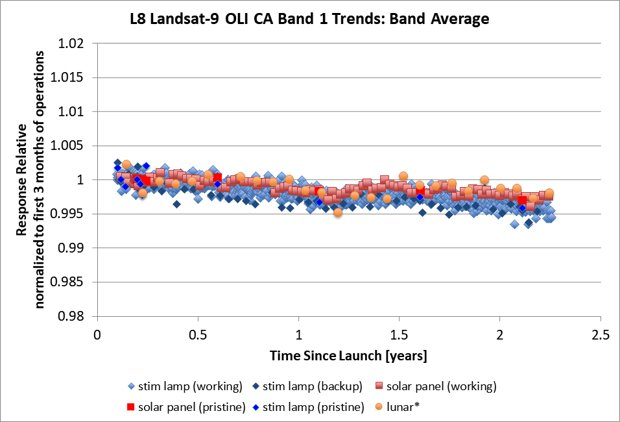 L8 Landsat-9 OLI CA Band 1 Trends: Band Average
Response Relative
normalized to first 3 months of operations
1.02
1.015
1.01
1.005
1
0.995
0.99
0.985
0.98
0
0.5
1
1.5
2
2.5
Time Since Launch [years]
stim lamp (working)
stim lamp (backup)
solar panel (working)
solar panel (pristine)
stim lamp (pristine)
lunar*